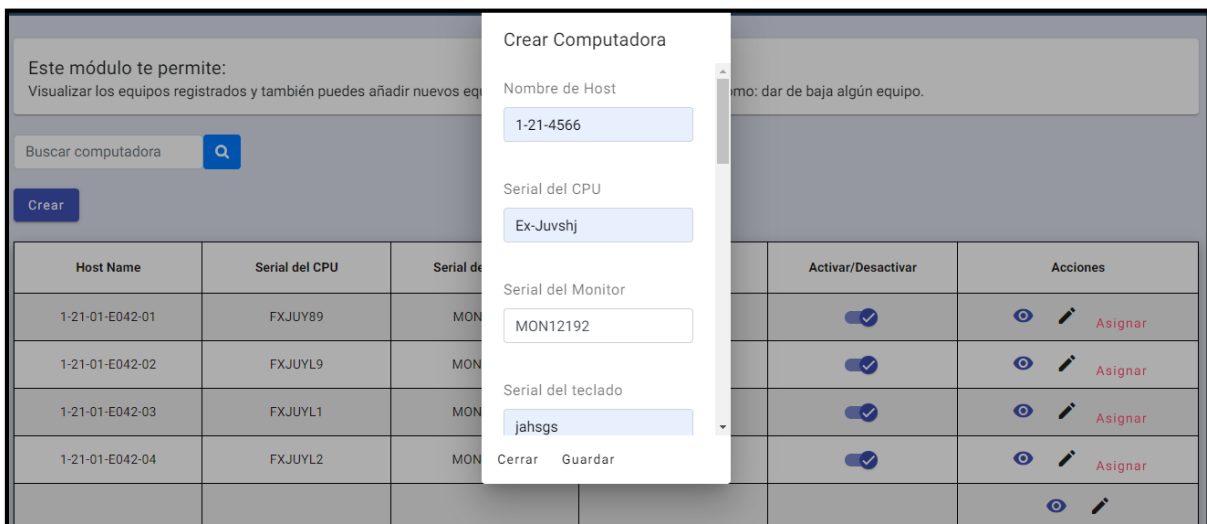 Crear Computadora
Este módulo te permite:
Visualizar los equipos registrados y también puedes añadir nuevos omo: dar de baja algún equipo.
Nombre de Host
1-21-4566
Buscar computadora
Serial del CPU
Crear
Ex-Juvshj
Serial del Monitor
MON12192
Serial del teclado
jahsgs
Cerrar Guardar
Host Name Serial del CPU Serial Activar/Desactivar Acciones
1-21-01-E042-01 FXJUY89 MON Asignar
1-21-01-E042-02 FXJUYL9 MON Asignar
1-21-01-E042-03 FXJUYL1 MON Asignar
1-21-01-E042-04 FXJUYL2 MON Asignar